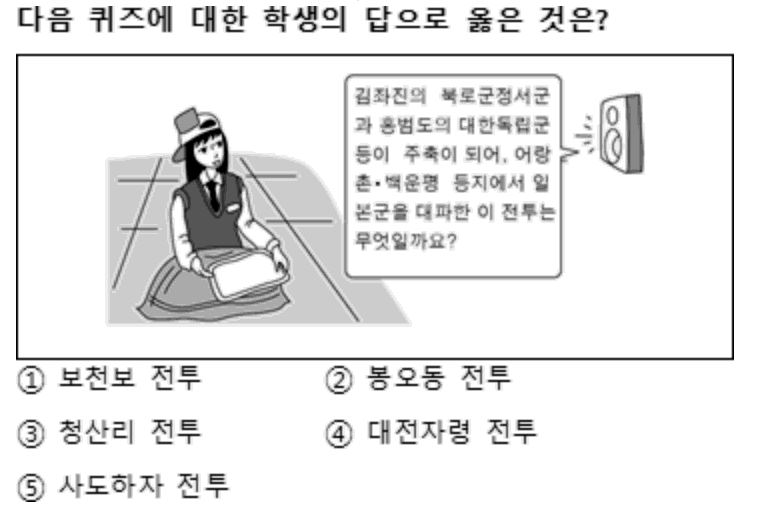 다음 퀴즈에 대한 학생의 답으로 옳은 것은?
김좌진의 북로군정서군
과 홍범도의 대한독립군
등이 주축이 되어, 어랑
촌·백운평 등지에서 일
본군을 대파한 이 전투는
무엇일까요?
① 보천보 전투 ② 봉오동 전투
③ 청산리 전투 ④ 대전자령 전투
⑤ 사도하자 전투